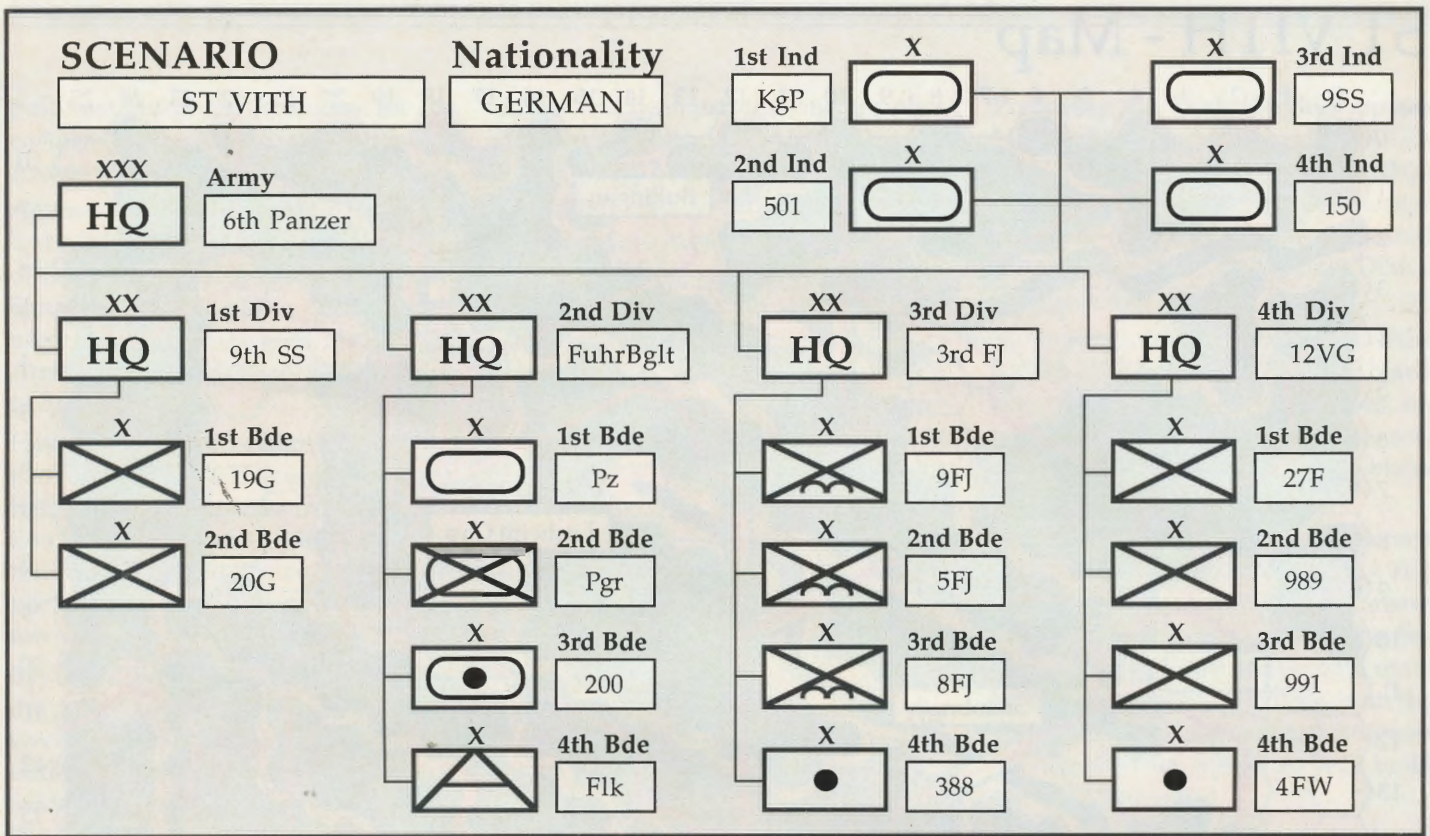 SCENARIO
ST VITH
Nationality
GERMAN
1st Ind
KgP
X
X
3rd Ind
9SS
2nd Ind
501
X
X
4th Ind
150
XXX
HQ
Army
6th Panzer
XX
HQ
1st Div
9th SS
XX
HQ
2nd Div
FuhrBglt
XX
HQ
3rd Div
3rd FJ
XX
HQ
4th Div
12VG
X
1st Bde
19G
X
1st Bde
Pz
X
1st Bde
9FJ
X
1st Bde
27F
X
2nd Bde
20G
X
2nd Bde
Pgr
X
2nd Bde
5FJ
X
2nd Bde
989
X
3rd Bde
200
X
3rd Bde
8FJ
X
3rd Bde
991
X
4th Bde
Flk
X
4th Bde
388
X
4th Bde
4FW